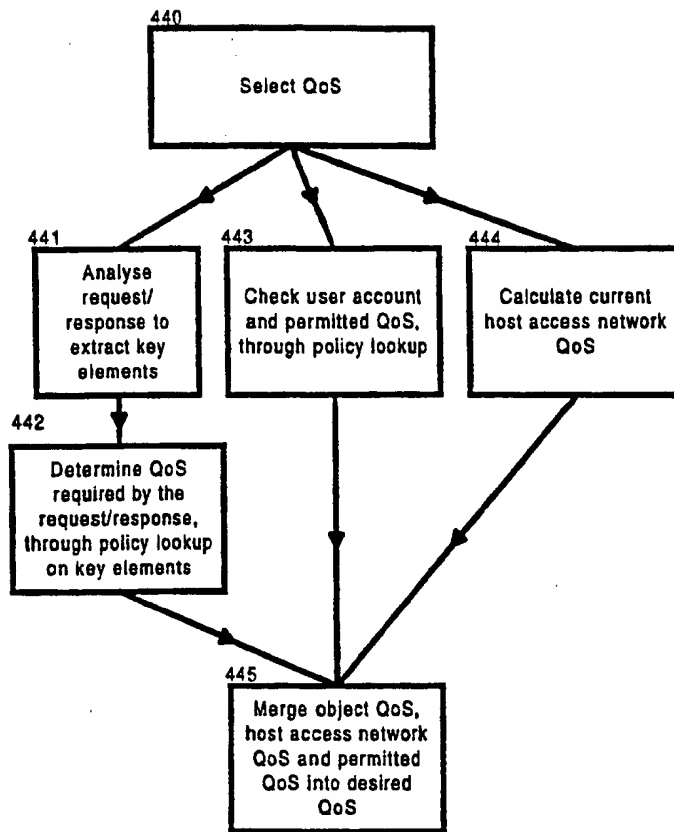 440
Select QoS
441
Analyse
request/
response to
extract key
elements
443
Check user account
and permitted QoS,
through policy lookup
444
Calculate current
host access network
QoS
442
Determine QoS
required by the
request/response,
through policy lookup
on key elements
445
Merge object QoS,
host access network
QoS and permitted
QoS into desired
QoS